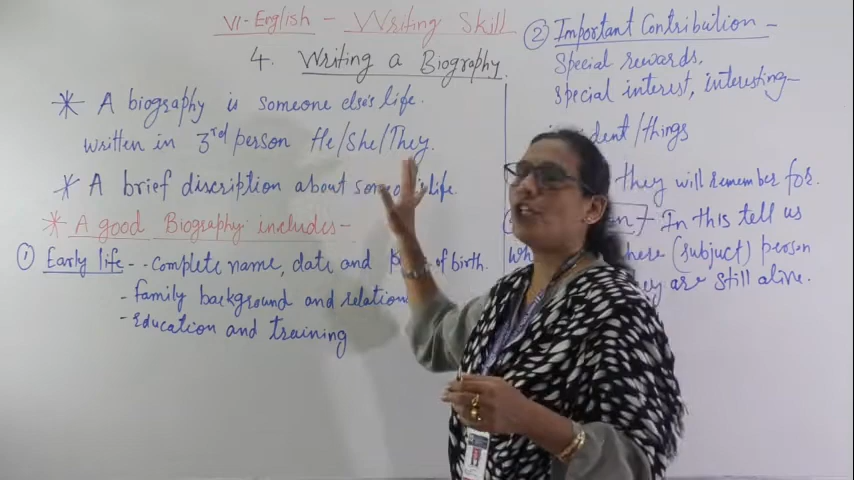 VI-English - Writing Skill
4. Writing a Biography.
* A biography is someone else's life.
written in 3rd person He/She/They.
* A brief discription about life.
* A good Biography includes-
① Early life - - complete name, date and of birth.
- family background and relation
- Education and training
② Important Contribution -
Special rewards,
Special interest, interesting-
/things
they will remember for.
- In this tell us
(subjuct) person
are still alive.